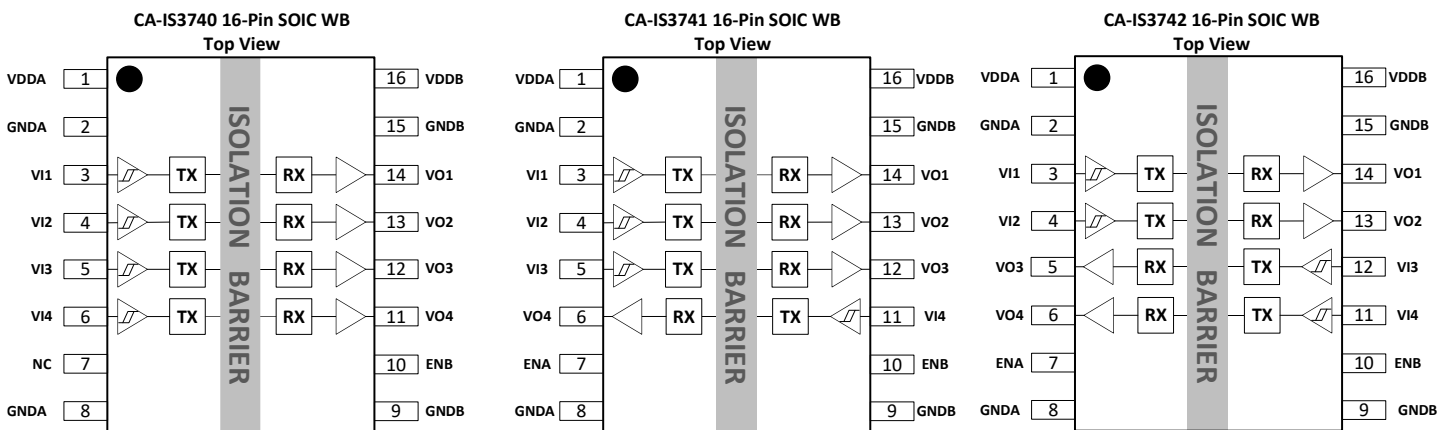 CA-IS3740 16-Pin SOIC WB
Top View
VDDA 1 16 VDDB
GNDA 2 15 GNDB
VI1 3 TX RX 14 VO1
VI2 4 TX RX 13 VO2
VI3 5 TX RX 12 VO3
VI4 6 TX RX 11 VO4
NC 7 10 ENB
GNDA 8 9 GNDB
ISOLATION BARRIER
CA-IS3741 16-Pin SOIC WB
Top View
VDDA 1 16 VDDB
GNDA 2 15 GNDB
VI1 3 TX RX 14 VO1
VI2 4 TX RX 13 VO2
VI3 5 TX RX 12 VO3
VO4 6 RX TX 11 VI4
ENA 7 10 ENB
GNDA 8 9 GNDB
ISOLATION BARRIER
CA-IS3742 16-Pin SOIC WB
Top View
VDDA 1 16 VDDB
GNDA 2 15 GNDB
VI1 3 TX RX 14 VO1
VI2 4 TX RX 13 VO2
VO3 5 RX TX 12 VI3
VO4 6 RX TX 11 VI4
ENA 7 10 ENB
GNDA 8 9 GNDB
ISOLATION BARRIER